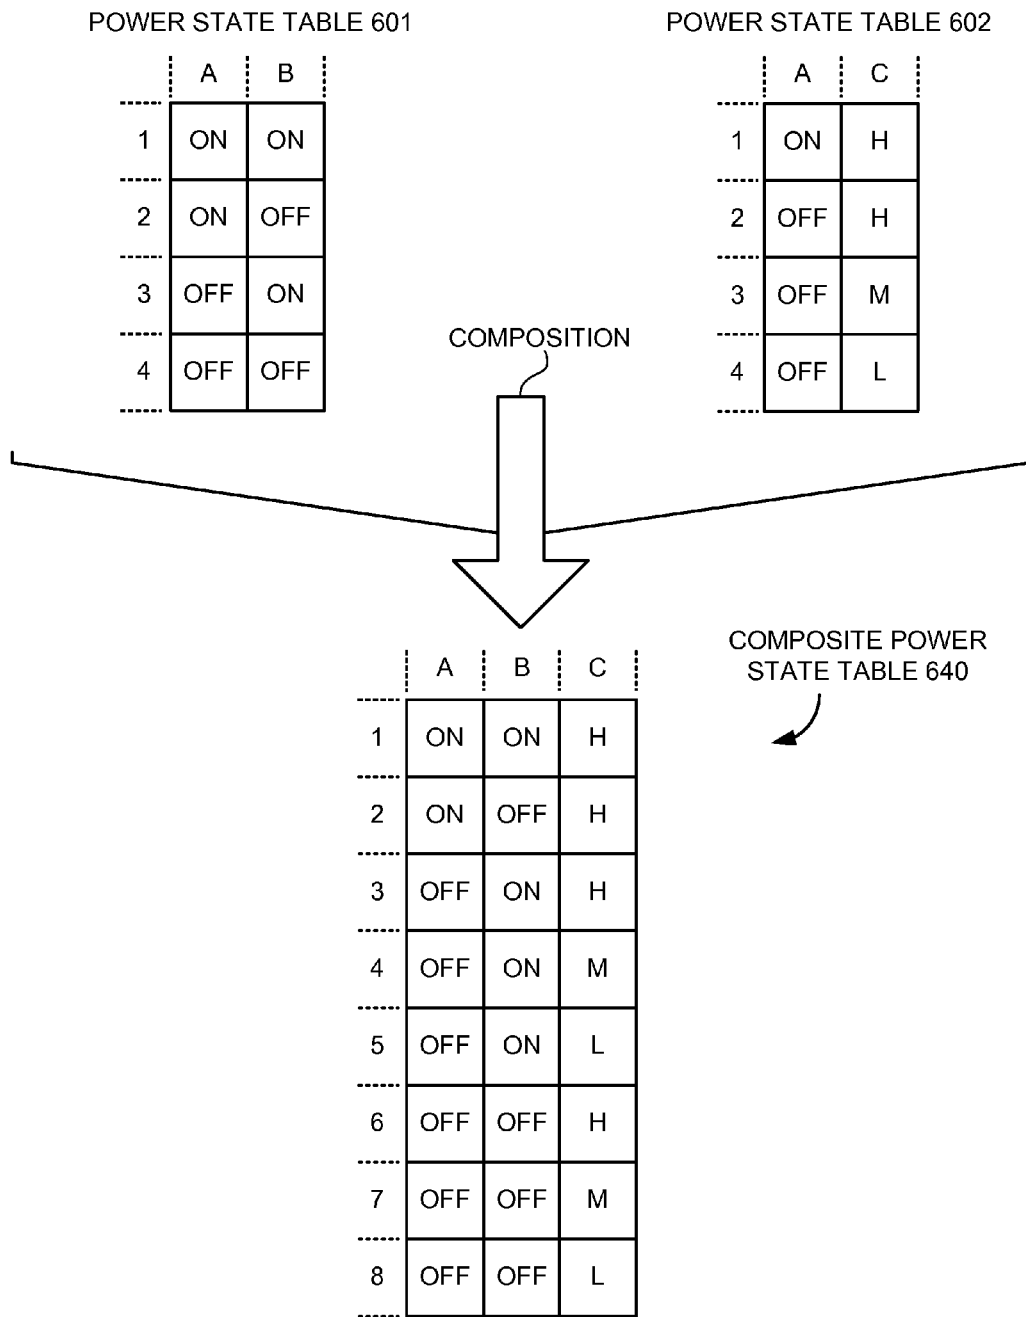 POWER STATE TABLE 601
A B
1 ON ON
2 ON OFF
3 OFF ON
4 OFF OFF
POWER STATE TABLE 602
A C
1 ON H
2 OFF H
3 OFF M
4 OFF L
COMPOSITION
COMPOSITE POWER
STATE TABLE 640
A B C
1 ON ON H
2 ON OFF H
3 OFF ON H
4 OFF ON M
5 OFF ON L
6 OFF OFF H
7 OFF OFF M
8 OFF OFF L